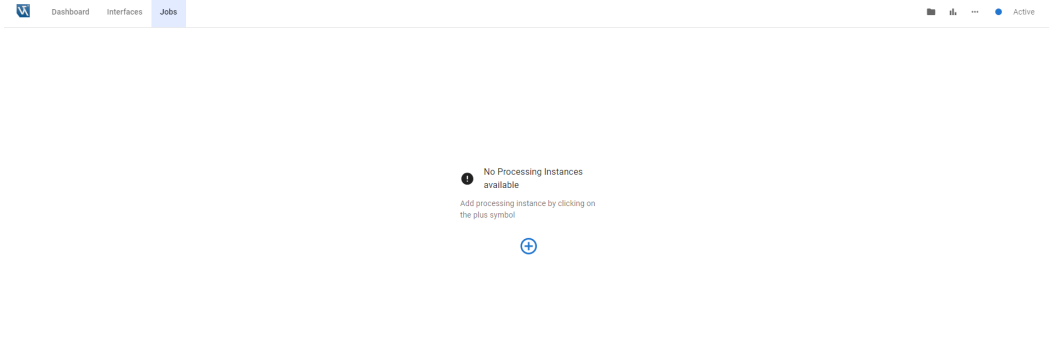 Dashboard Interfaces Jobs Active
No Processing Instances
available
Add processing instance by clicking on
the plus symbol